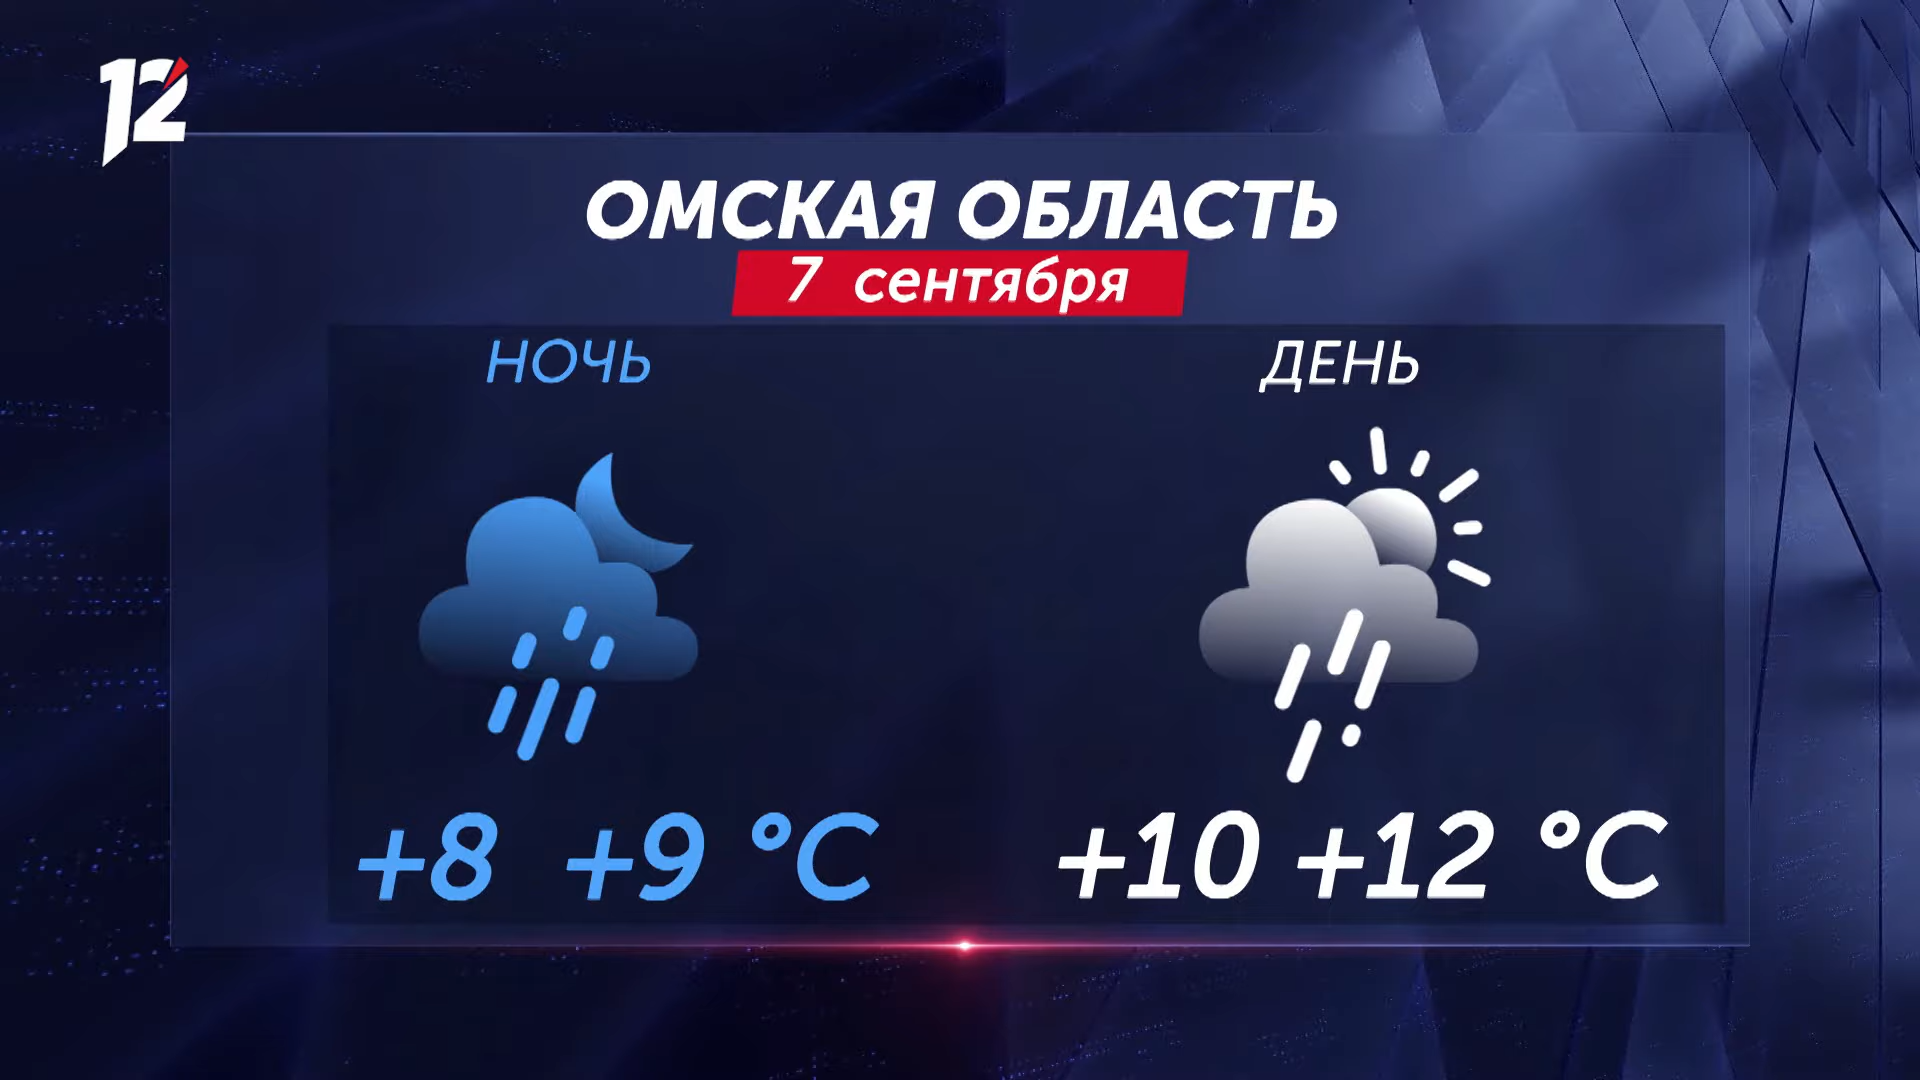 12
ОМСКАЯ ОБЛАСТЬ
7 сентября
НОЧЬ
ДЕНЬ
+8 +9 °C
+10 +12 °C